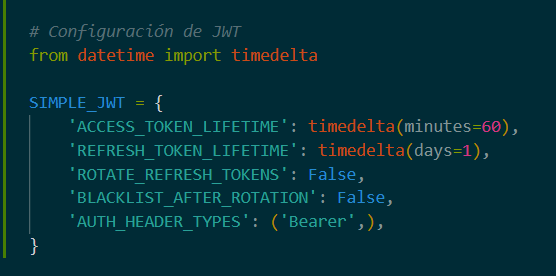 # Configuración de JWT
from datetime import timedelta
SIMPLE_JWT = {
'ACCESS_TOKEN_LIFETIME': timedelta(minutes=60),
'REFRESH_TOKEN_LIFETIME': timedelta(days=1),
'ROTATE_REFRESH_TOKENS': False,
'BLACKLIST_AFTER_ROTATION': False,
'AUTH_HEADER_TYPES': ('Bearer',),
}